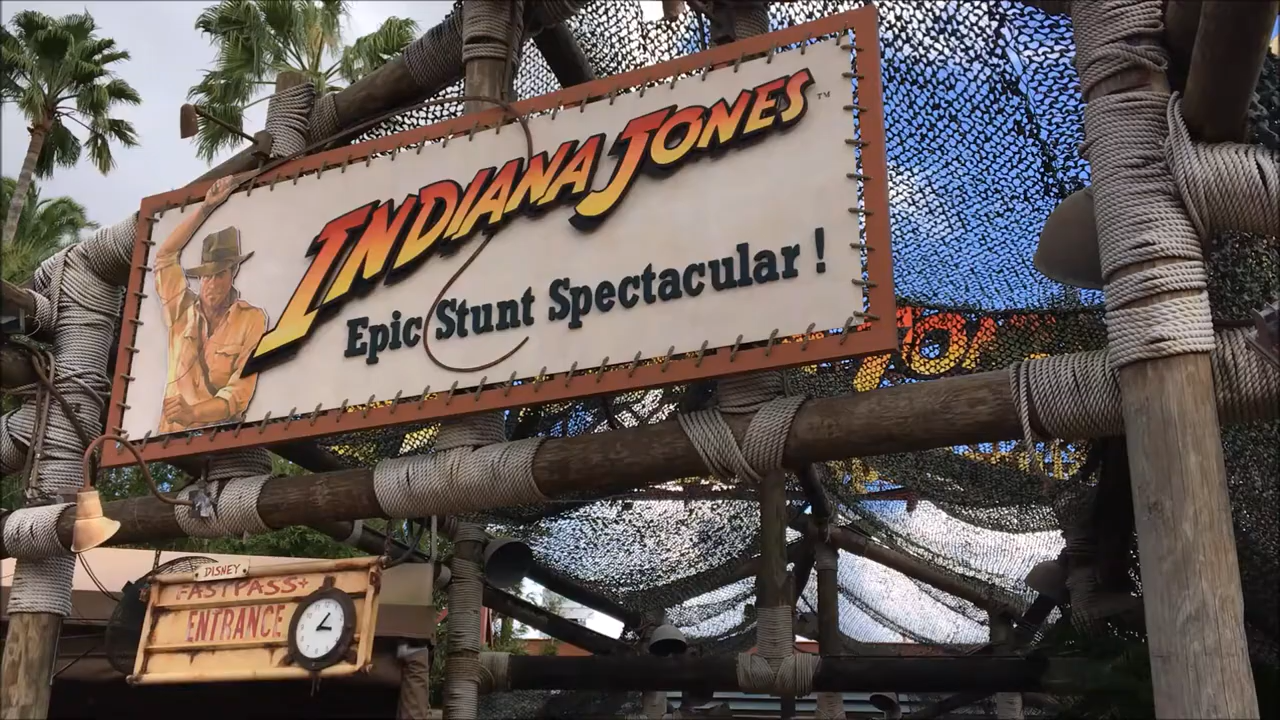 INDIANA JONES™
Epic Stunt Spectacular!
DISNEY
FASTPASS+
ENTRANCE